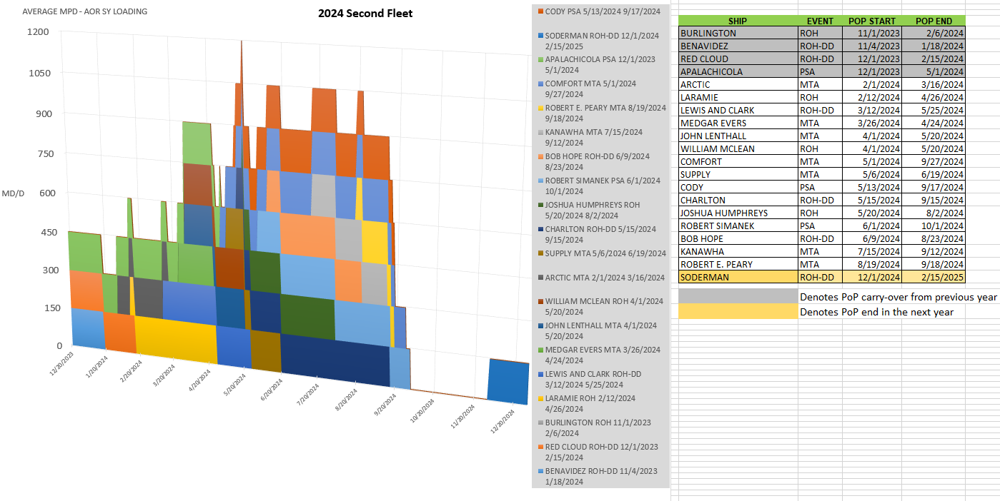 AVERAGE MPD - AOR SY LOADING
2024 Second Fleet
MD/D
1200
1050
900
750
600
450
300
150
0
12/20/2023
1/20/2024
2/20/2024
3/20/2024
4/20/2024
5/20/2024
6/20/2024
7/20/2024
8/20/2024
9/20/2024
10/20/2024
11/20/2024
12/20/2024
CODY PSA 5/13/2024 9/17/2024
SODERMAN ROH-DD 12/1/2024
2/15/2025
APALACHICOLA PSA 12/1/2023
5/1/2024
COMFORT MTA 5/1/2024
9/27/2024
ROBERT E. PEARY MTA 8/19/2024
9/18/2024
KANAWHA MTA 7/15/2024
9/12/2024
BOB HOPE ROH-DD 6/9/2024
8/23/2024
ROBERT SIMANEK PSA 6/1/2024
10/1/2024
JOSHUA HUMPHREYS ROH
5/20/2024 8/2/2024
CHARLTON ROH-DD 5/15/2024
9/15/2024
SUPPLY MTA 5/6/2024 6/19/2024
ARCTIC MTA 2/1/2024 3/16/2024
WILLIAM MCLEAN ROH 4/1/2024
5/20/2024
JOHN LENTHALL MTA 4/1/2024
5/20/2024
MEDGAR EVERS MTA 3/26/2024
4/24/2024
LEWIS AND CLARK ROH-DD
3/12/2024 5/25/2024
LARAMIE ROH 2/12/2024
4/26/2024
BURLINGTON ROH 11/1/2023
2/6/2024
RED CLOUD ROH-DD 12/1/2023
2/15/2024
BENAVIDEZ ROH-DD 11/4/2023
1/18/2024
SHIP EVENT POP START POP END
BURLINGTON ROH 11/1/2023 2/6/2024
BENAVIDEZ ROH-DD 11/4/2023 1/18/2024
RED CLOUD ROH-DD 12/1/2023 2/15/2024
APALACHICOLA PSA 12/1/2023 5/1/2024
ARCTIC MTA 2/1/2024 3/16/2024
LARAMIE ROH 2/12/2024 4/26/2024
LEWIS AND CLARK ROH-DD 3/12/2024 5/25/2024
MEDGAR EVERS MTA 3/26/2024 4/24/2024
JOHN LENTHALL MTA 4/1/2024 5/20/2024
WILLIAM MCLEAN ROH 4/1/2024 5/20/2024
COMFORT MTA 5/1/2024 9/27/2024
SUPPLY MTA 5/6/2024 6/19/2024
CODY PSA 5/13/2024 9/17/2024
CHARLTON ROH-DD 5/15/2024 9/15/2024
JOSHUA HUMPHREYS ROH 5/20/2024 8/2/2024
ROBERT SIMANEK PSA 6/1/2024 10/1/2024
BOB HOPE ROH-DD 6/9/2024 8/23/2024
KANAWHA MTA 7/15/2024 9/12/2024
ROBERT E. PEARY MTA 8/19/2024 9/18/2024
SODERMAN ROH-DD 12/1/2024 2/15/2025
Denotes PoP carry-over from previous year
Denotes PoP end in the next year